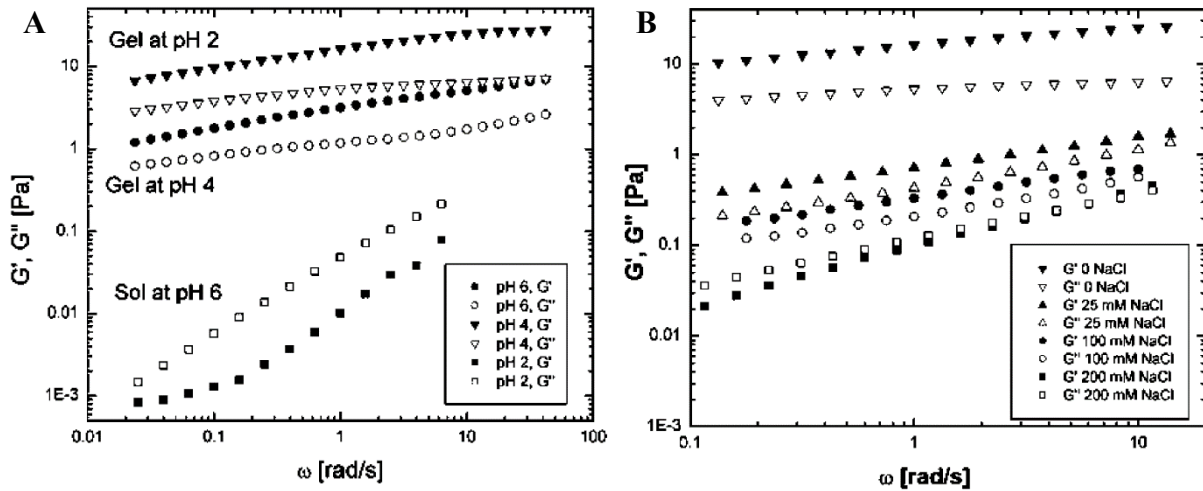 A
Gel at pH 2
Gel at pH 4
Sol at pH 6
G', G'' [Pa]
10
1
0.1
0.01
1E-3
0.01
0.1
1
10
100
ω [rad/s]
pH 6, G'
pH 6, G''
pH 4, G'
pH 4, G''
pH 2, G'
pH 2, G''
B
G', G'' [Pa]
10
1
0.1
0.01
1E-3
0.1
1
10
ω [rad/s]
G' 0 NaCl
G'' 0 NaCl
G' 25 mM NaCl
G'' 25 mM NaCl
G' 100 mM NaCl
G'' 100 mM NaCl
G' 200 mM NaCl
G'' 200 mM NaCl